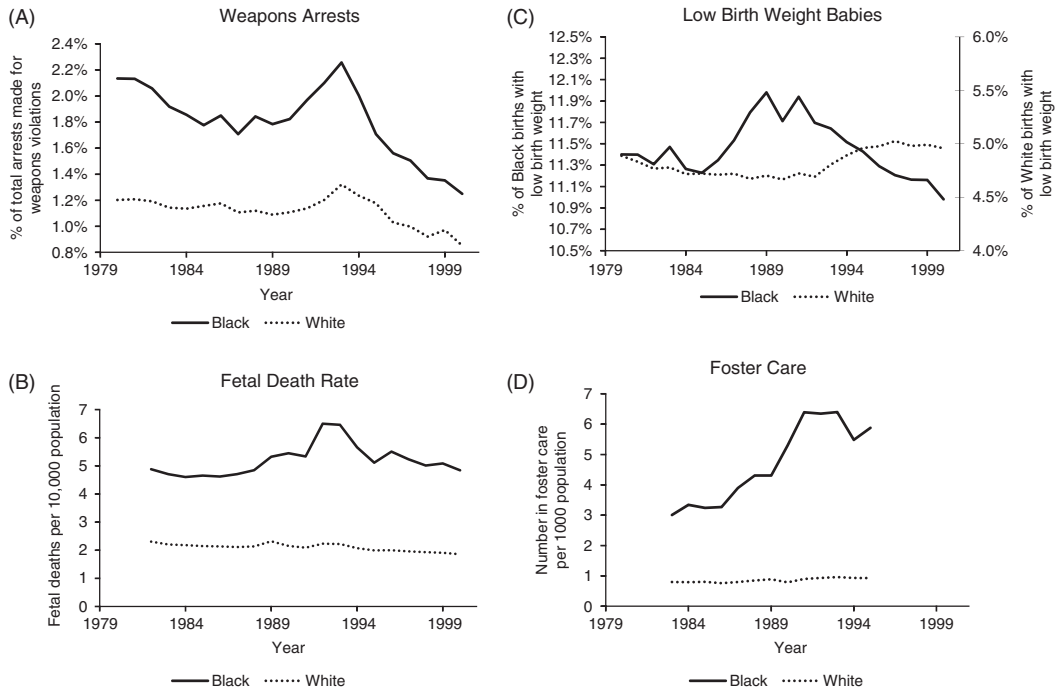 (A)
Weapons Arrests
% of total arrests made for
weapons violations
2.4%
2.2%
2.0%
1.8%
1.6%
1.4%
1.2%
1.0%
0.8%
1979 1984 1989 1994 1999
Year
Black White
(C)
Low Birth Weight Babies
% of Black births with
low birth weight
12.5%
12.3%
12.1%
11.9%
11.7%
11.5%
11.3%
11.1%
10.9%
10.7%
10.5%
6.0%
5.5%
5.0%
4.5%
4.0%
% of White births with
low birth weight
1979 1984 1989 1994 1999
Black White
(B)
Fetal Death Rate
Fetal deaths per 10,000 population
7
6
5
4
3
2
1
0
1979 1984 1989 1994 1999
Year
Black White
(D)
Foster Care
Number in foster care
per 1000 population
7
6
5
4
3
2
1
0
1979 1984 1989 1994 1999
Year
Black White